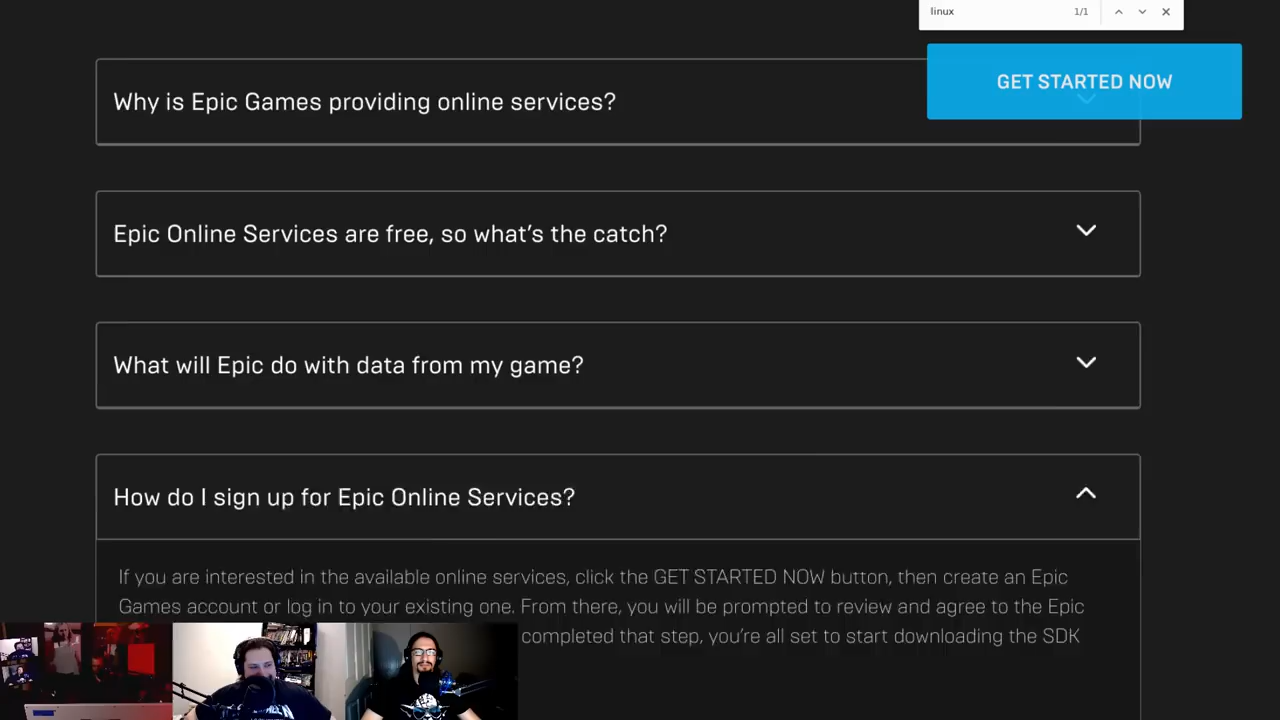 linux
1/1
GET STARTED NOW
Why is Epic Games providing online services?
Epic Online Services are free, so what's the catch?
What will Epic do with data from my game?
How do I sign up for Epic Online Services?
If you are interested in the available online services, click the GET STARTED NOW button, then create an Epic
Games account or log in to your existing one. From there, you will be prompted to review and agree to the Epic
completed that step, you're all set to start downloading the SDK